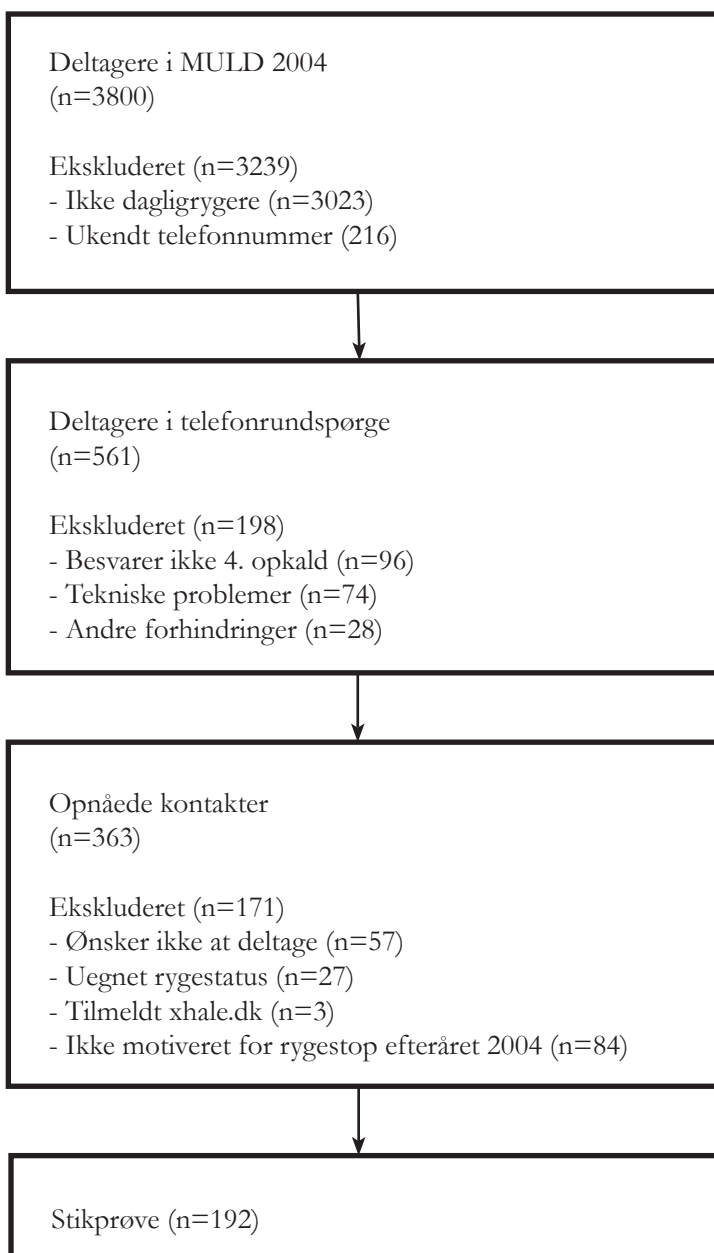 Deltagere i MULD 2004
(n=3800)
Ekskluderet (n=3239)
- Ikke dagligrygere (n=3023)
- Ukendt telefonnummer (216)
Deltagere i telefonrundspørge
(n=561)
Ekskluderet (n=198)
- Besvarer ikke 4. opkald (n=96)
- Tekniske problemer (n=74)
- Andre forhindringer (n=28)
Opnåede kontakter
(n=363)
Ekskluderet (n=171)
- Ønsker ikke at deltage (n=57)
- Uegnet rygestatus (n=27)
- Tilmeldt xhale.dk (n=3)
- Ikke motiveret for rygestop efteråret 2004 (n=84)
Stikprøve (n=192)